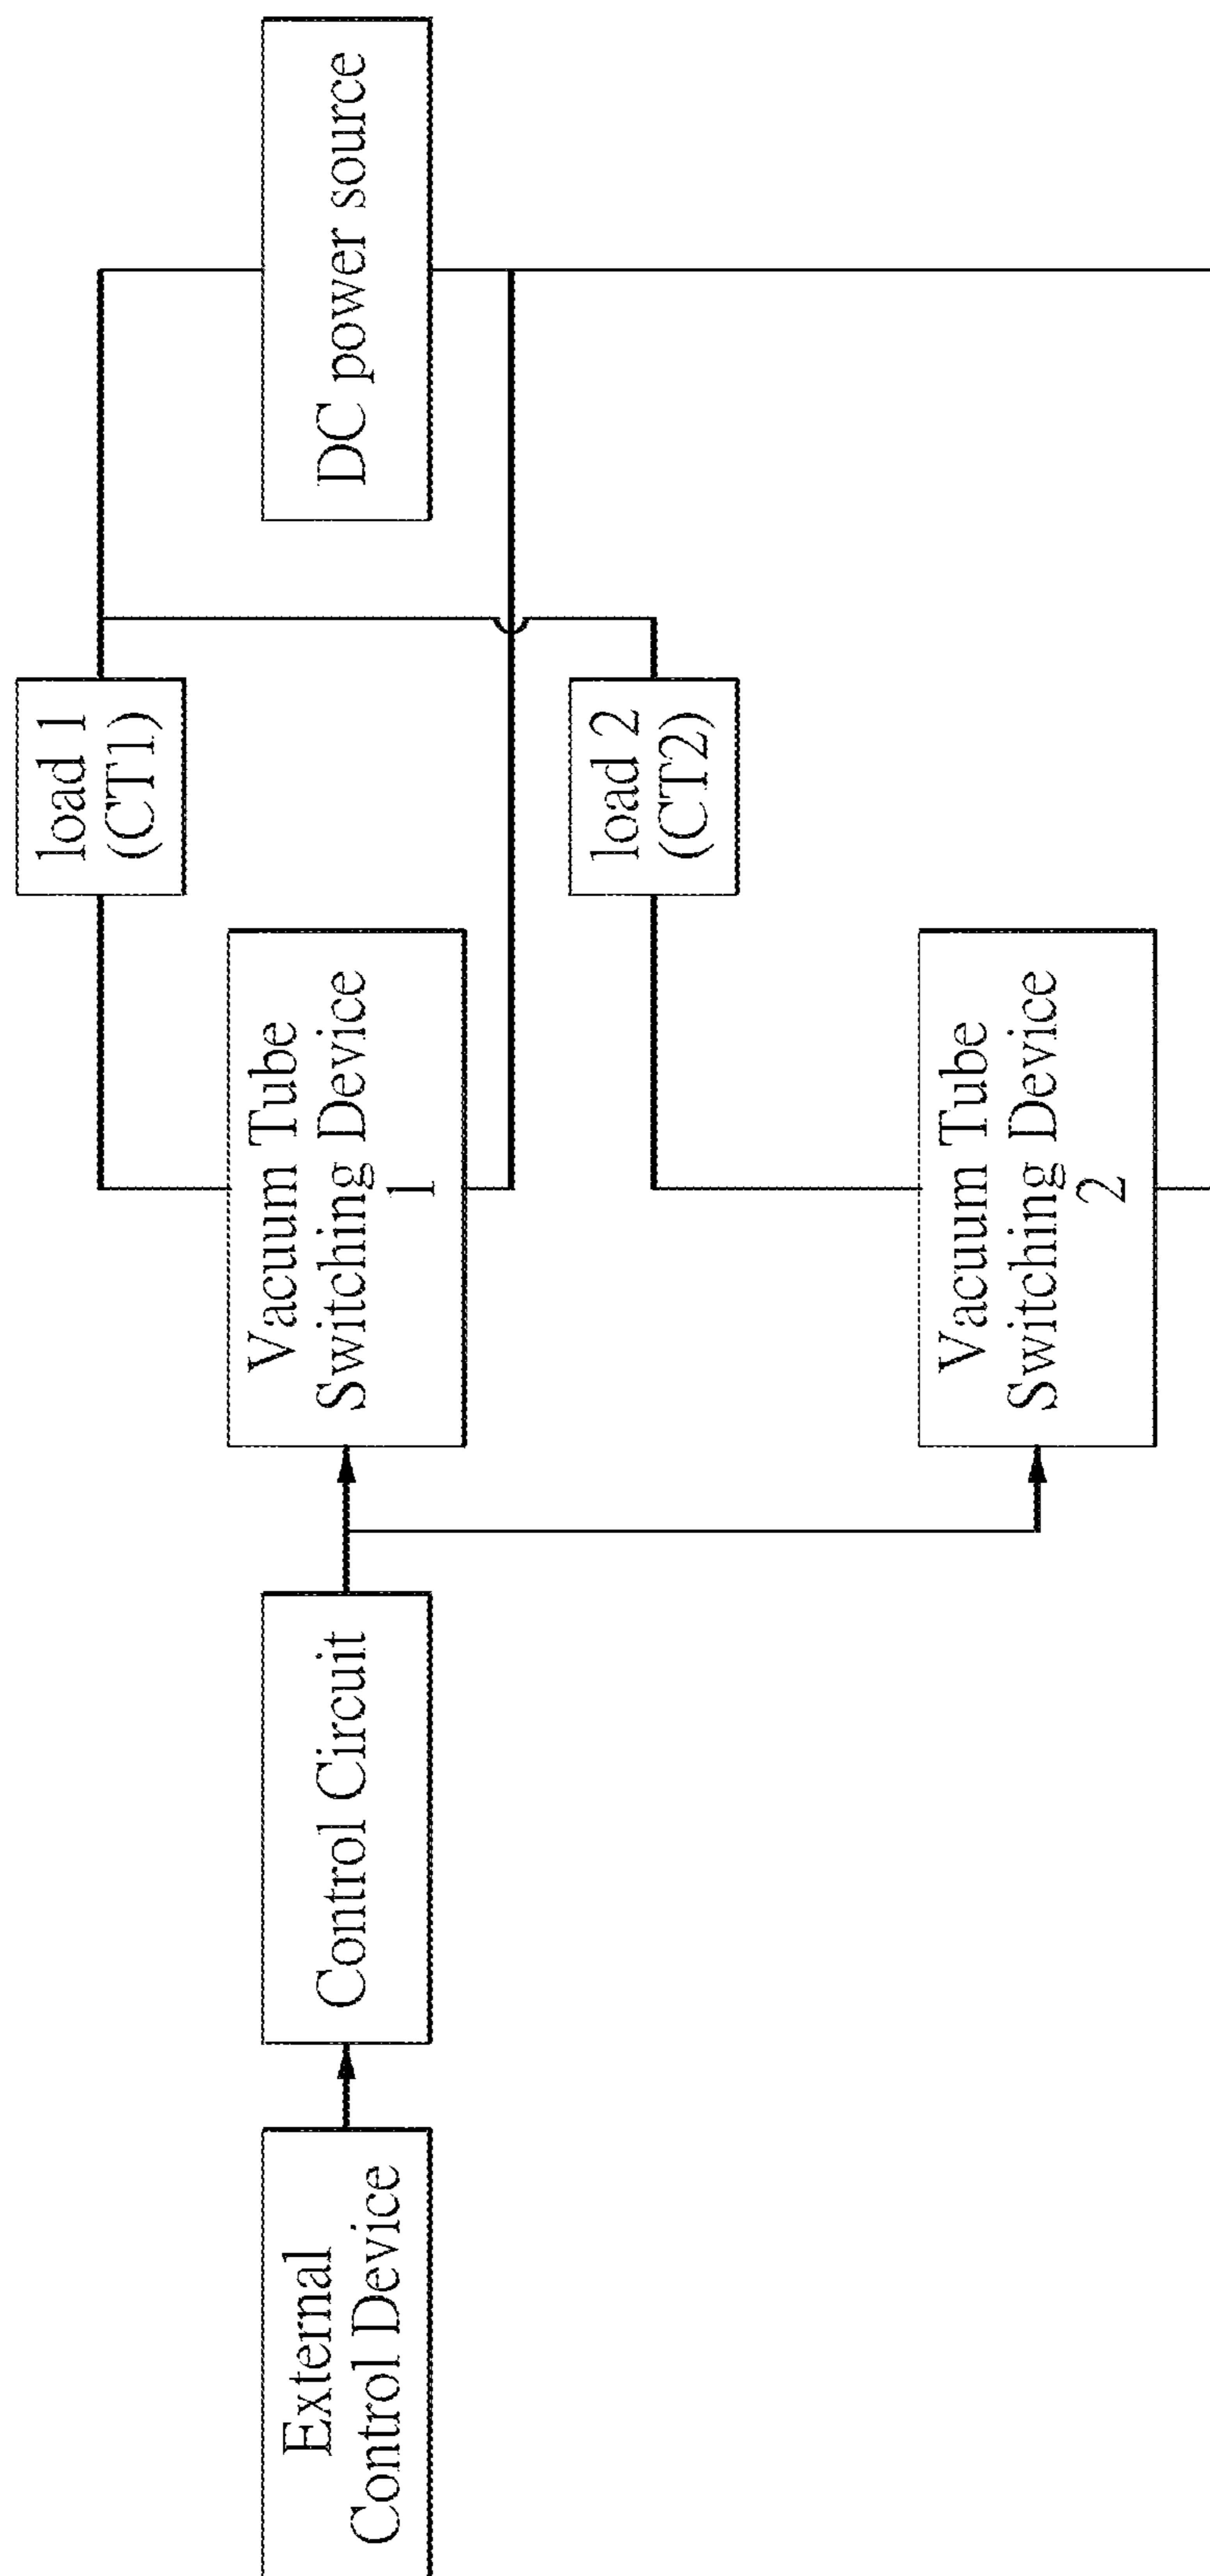 External
Control Device
Control Circuit
Vacuum Tube
Switching Device
1
load 1
(CT1)
DC power source
load 2
(CT2)
Vacuum Tube
Switching Device
2